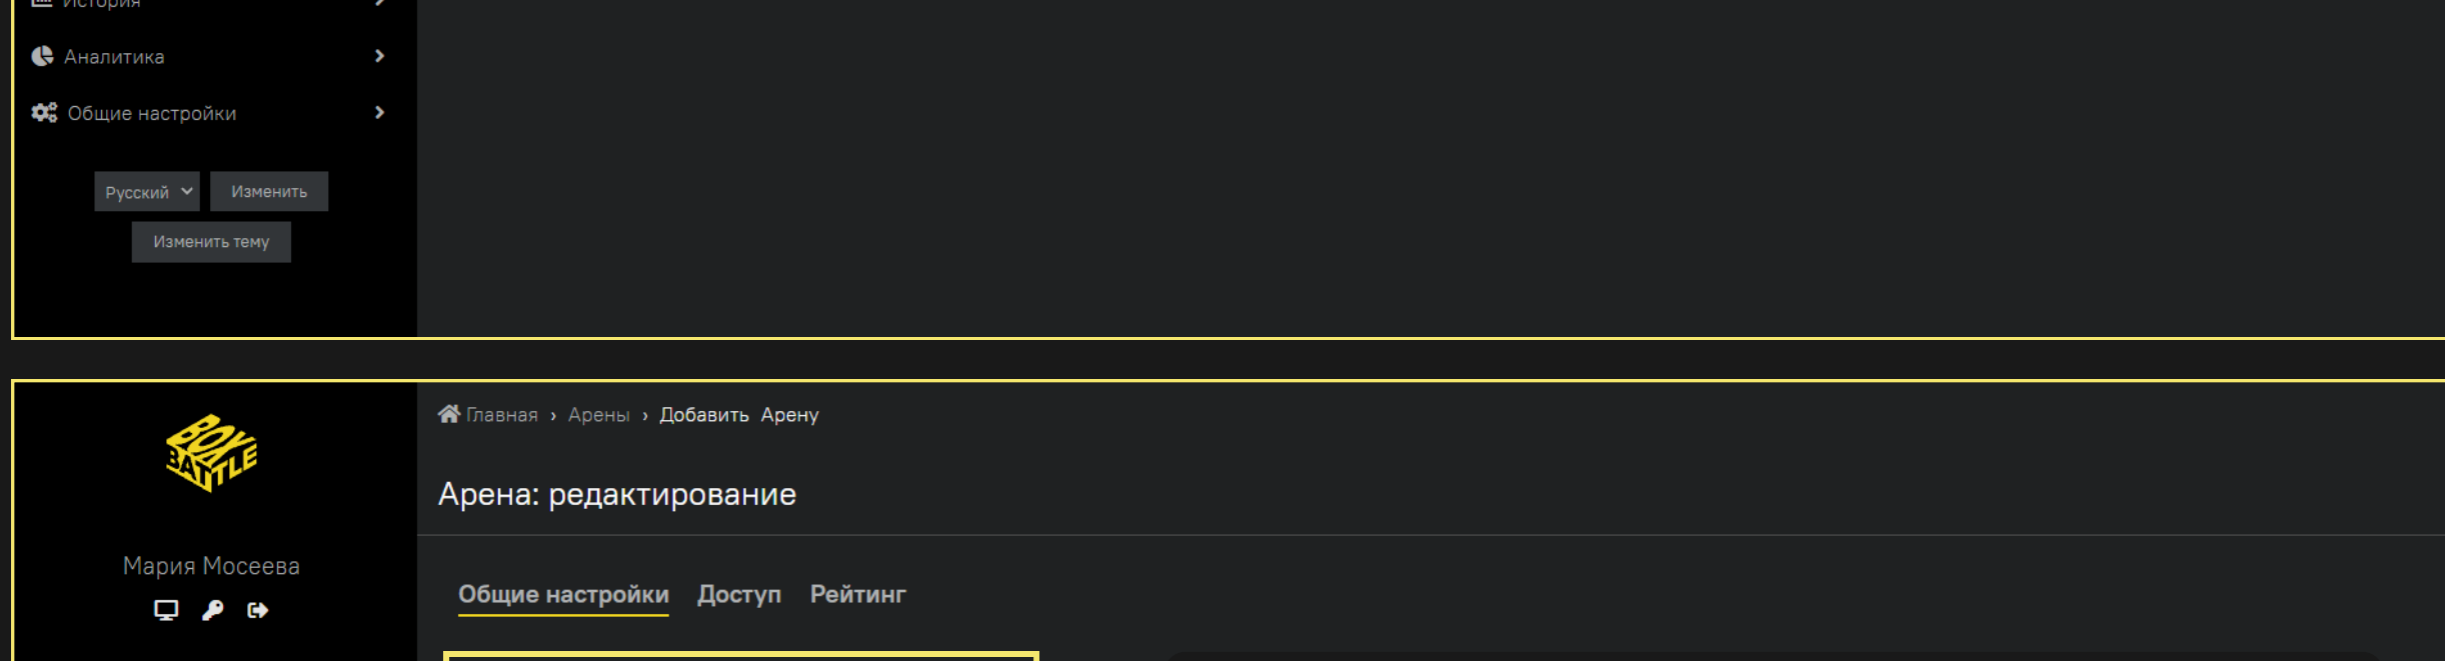 История
Аналитика
Общие настройки
Русский Изменить
Изменить тему
BOW
BATTLE
Главная › Арены › Добавить Арену
Арена: редактирование
Мария Мосеева
Общие настройки Доступ Рейтинг